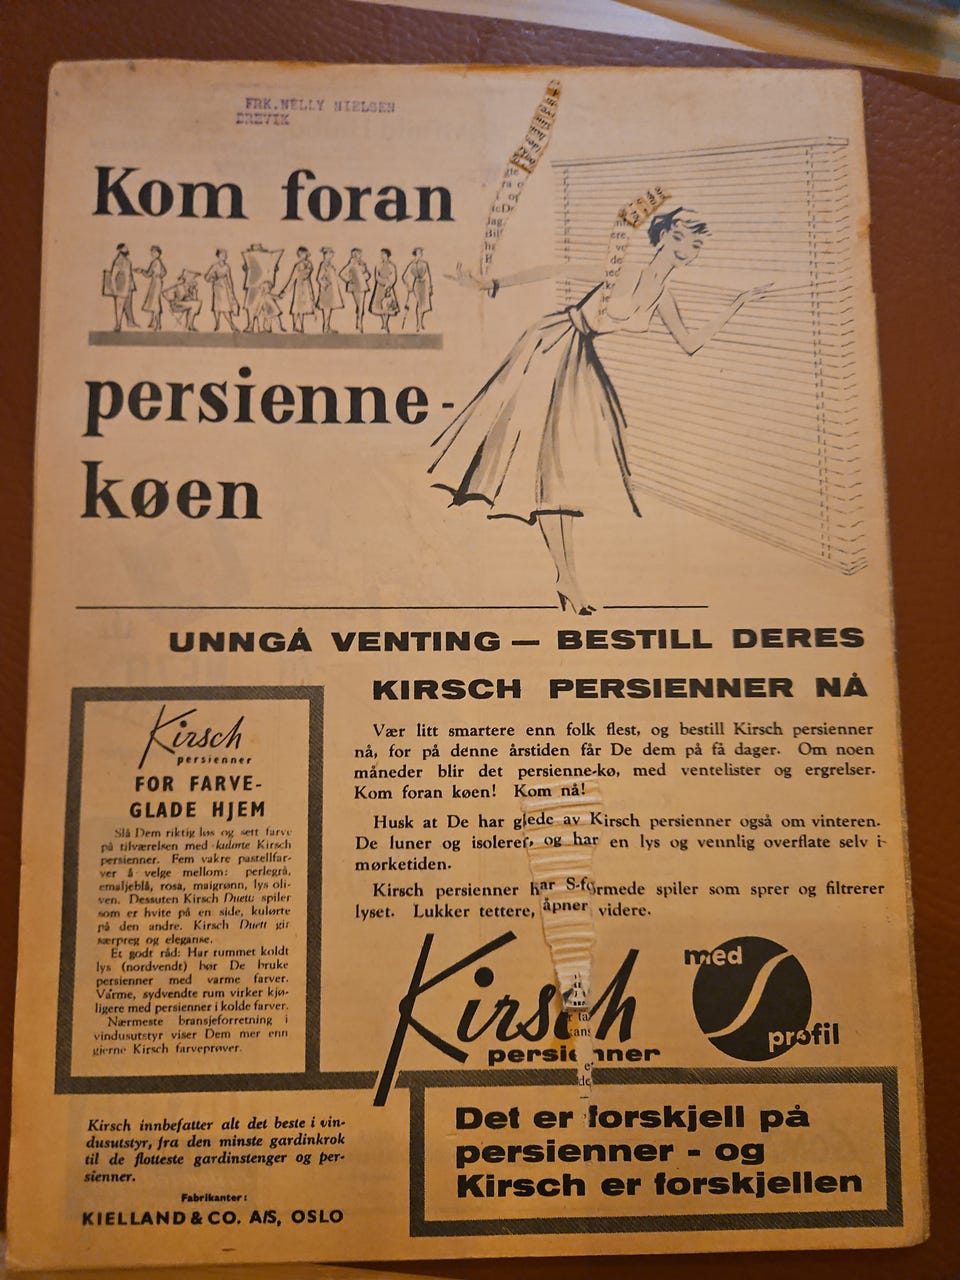 FRK. NELLY NIELSEN
BREVIK
Kom foran
persienne-
køen
UNNGÅ VENTING — BESTILL DERES
KIRSCH PERSIENNER NÅ
Kirsch
persienner
FOR FARVE-
GLADE HJEM
Slå Dem riktig løs og sett farve
på tilværelsen med kulørte Kirsch
persienner. Fem vakre pastellfar-
ver å velge mellom: perlegrå,
emaljeblå, rosa, maigrønn, lys oli-
ven. Dessuten Kirsch Duett: spiler
som er hvite på en side, kulørte
på den andre. Kirsch Duett gir
særpreg og eleganse.
Et godt råd: Har rummet koldt
lys (nordvendt) bør De bruke
persienner med varme farver.
Varme, sydvendte rum virker kjø-
ligere med persienner i kolde farver.
Nærmeste bransjeforretning i
vindusutstyr viser Dem mer enn
gjerne Kirsch farveprøver.
Vær litt smartere enn folk flest, og bestill Kirsch persienner
nå, for på denne årstiden får De dem på få dager. Om noen
måneder blir det persienne-kø, med ventelister og ergrelser.
Kom foran køen! Kom nå!
Husk at De har glede av Kirsch persienner også om vinteren.
De luner og isolerer, og har en lys og vennlig overflate selv i
mørketiden.
Kirsch persienner har S-formede spiler som sprer og filtrerer
lyset. Lukker tettere, åpner videre.
Kirsch
persienner
med
S
profil
Kirsch innbefatter alt det beste i vin-
dusutstyr, fra den minste gardinkrok
til de flotteste gardinstenger og per-
sienner.
Fabrikanter:
KIELLAND & CO. A/S, OSLO
Det er forskjell på
persienner - og
Kirsch er forskjellen